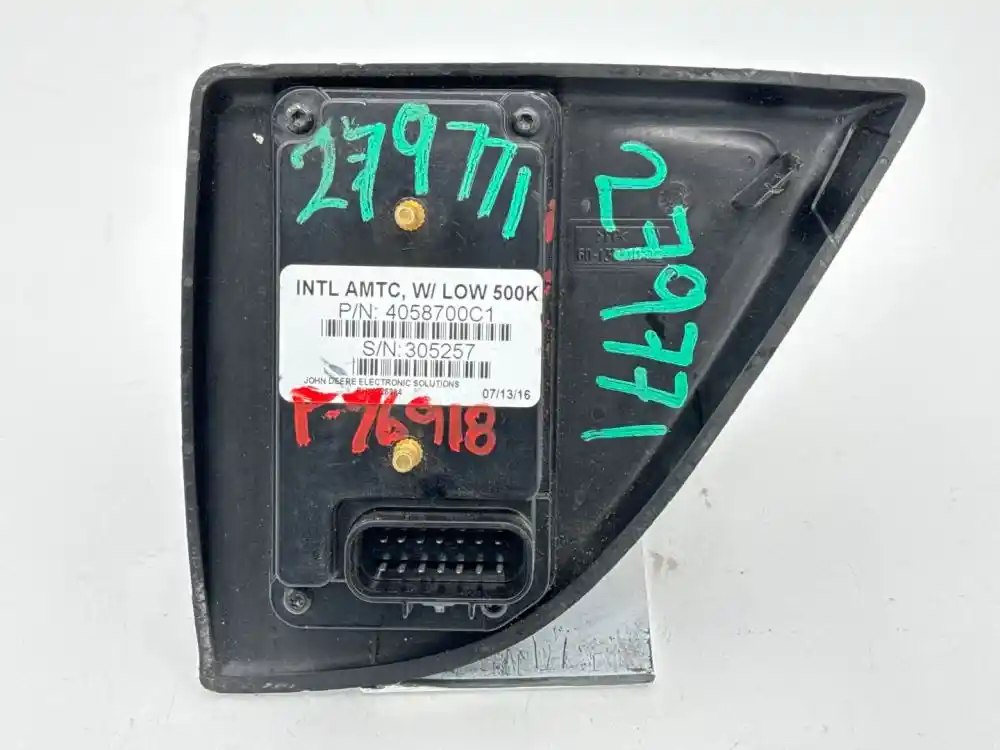 279771
INTL AMTC, W/ LOW 500K
P/N: 4058700C1
S/N:305257
JOHN DEERE ELECTRONIC SOLUTIONS
07/13/16
P-76918
279771